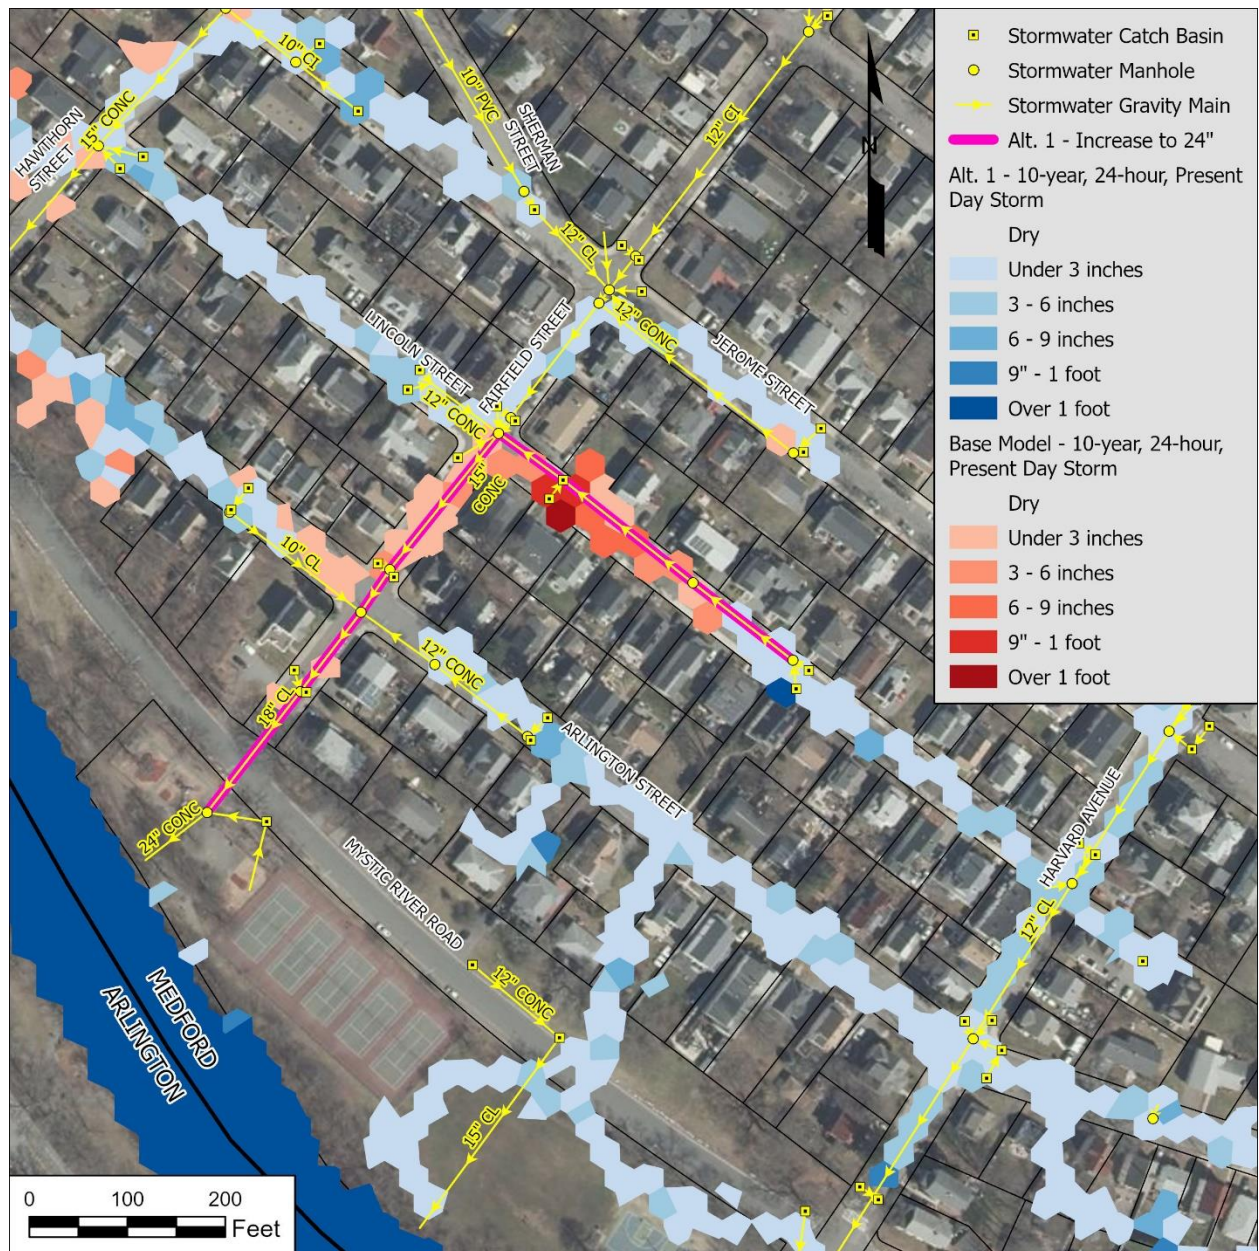 Stormwater Catch Basin
Stormwater Manhole
Stormwater Gravity Main
Alt. 1 - Increase to 24"
Alt. 1 - 10-year, 24-hour, Present
Day Storm
Dry
Under 3 inches
3 - 6 inches
6 - 9 inches
9" - 1 foot
Over 1 foot
Base Model - 10-year, 24-hour,
Present Day Storm
Dry
Under 3 inches
3 - 6 inches
6 - 9 inches
9" - 1 foot
Over 1 foot
N
10" CI
15" CONC
HAWTHORN
STREET
10" PVC
SHERMAN
STREET
12" CI
12" CL
12" CONC
JEROME STREET
LINCOLN STREET
FAIRFIELD STREET
12" CONC
15"
CONC
10" CL
12" CONC
18" CL
24" CONC
ARLINGTON STREET
HARVARD AVENUE
12" CL
MYSTIC RIVER ROAD
12" CONC
15" CL
MEDFORD
ARLINGTON
0 100 200
Feet